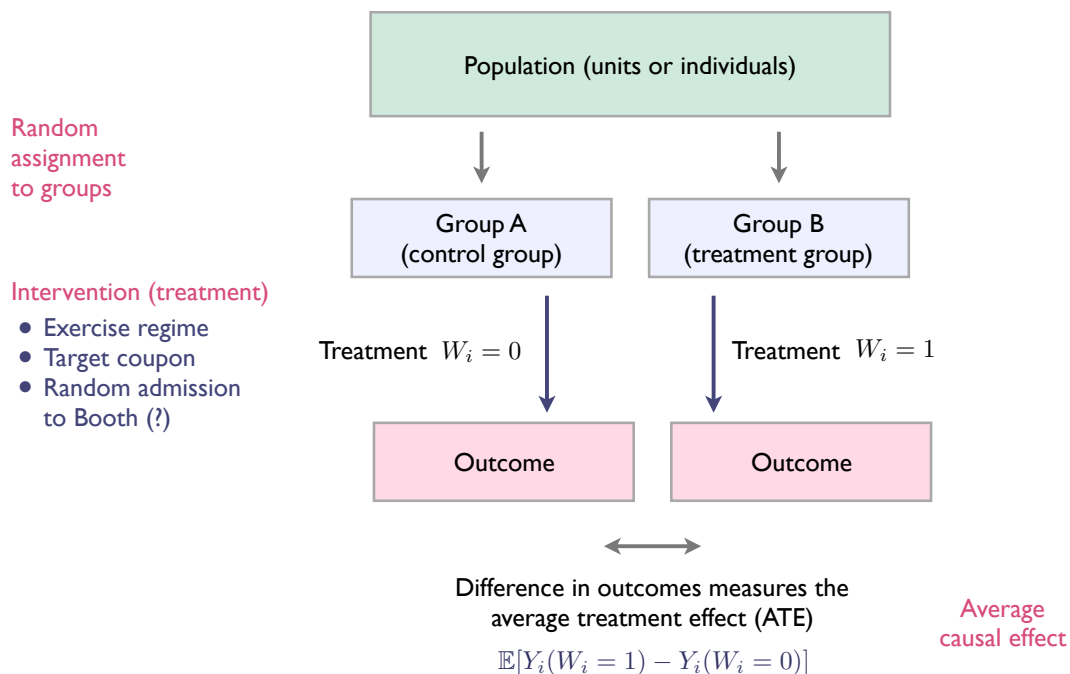 Population (units or individuals)
Random
assignment
to groups
Group A
(control group)
Group B
(treatment group)
Intervention (treatment)
• Exercise regime
• Target coupon
• Random admission
to Booth (?)
Treatment W_i = 0
Treatment W_i = 1
Outcome
Outcome
Difference in outcomes measures the
average treatment effect (ATE)
𝔼[Y_i(W_i = 1) − Y_i(W_i = 0)]
Average
causal effect